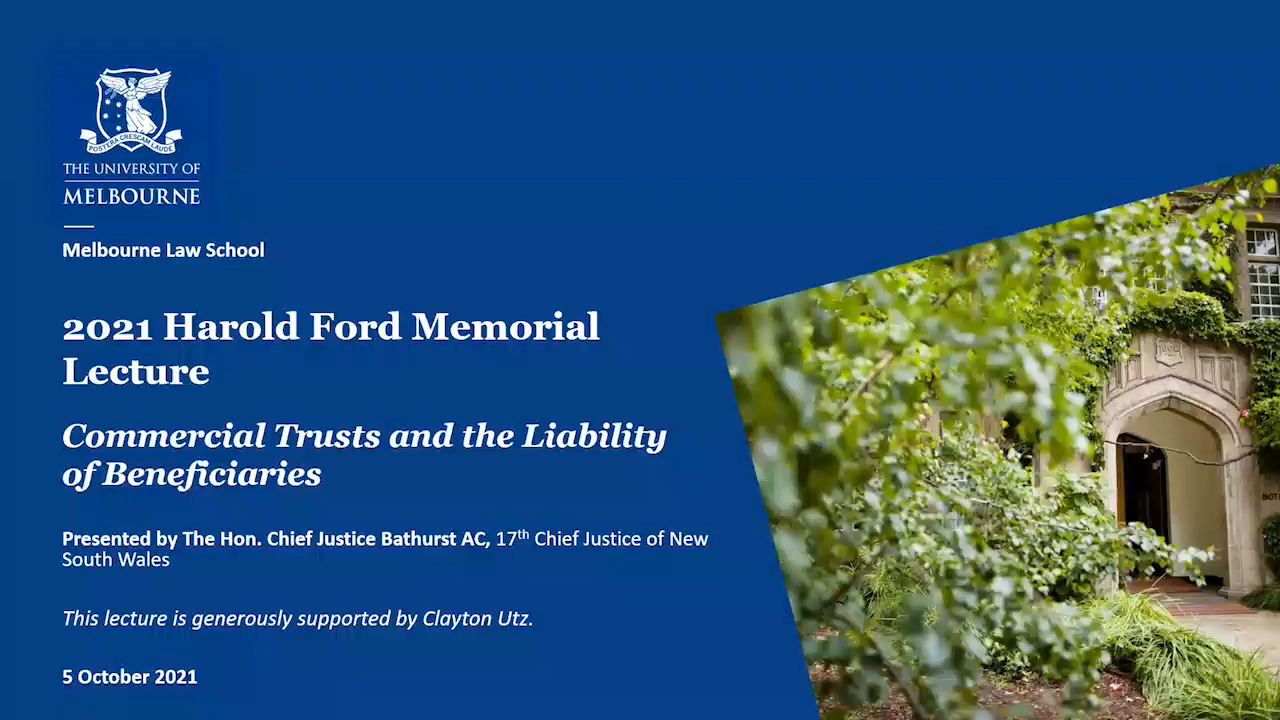 POSTERA CRESCAM LAUDE
THE UNIVERSITY OF
MELBOURNE
Melbourne Law School
2021 Harold Ford Memorial
Lecture
Commercial Trusts and the Liability
of Beneficiaries
Presented by The Hon. Chief Justice Bathurst AC, 17th Chief Justice of New
South Wales
This lecture is generously supported by Clayton Utz.
5 October 2021